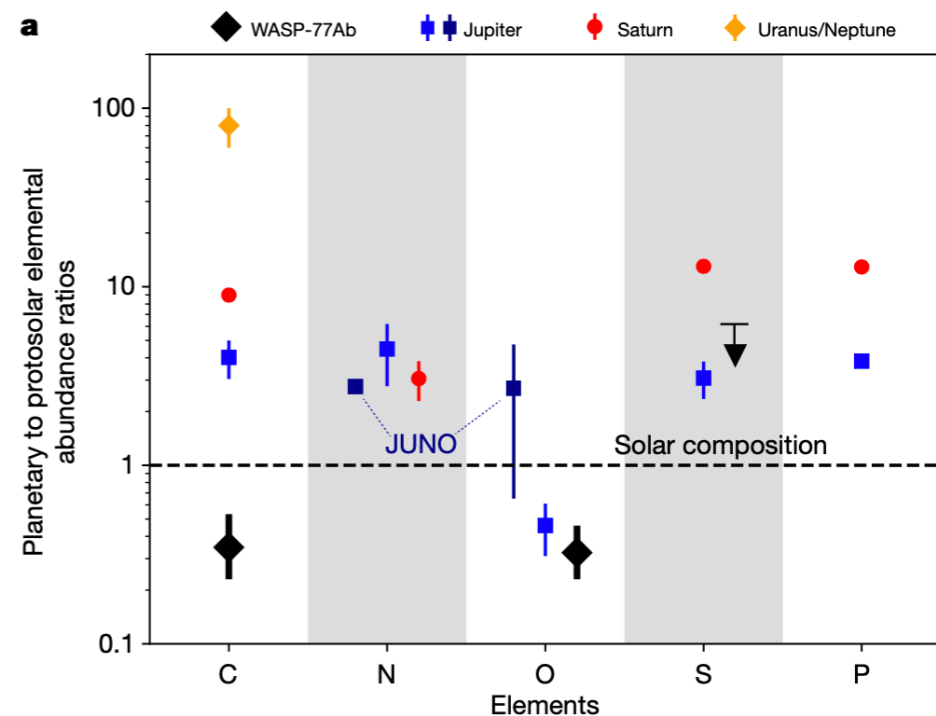 a
WASP-77Ab Jupiter Saturn Uranus/Neptune
Planetary to protosolar elemental
abundance ratios
100
10
1
0.1
JUNO
Solar composition
C N O S P
Elements